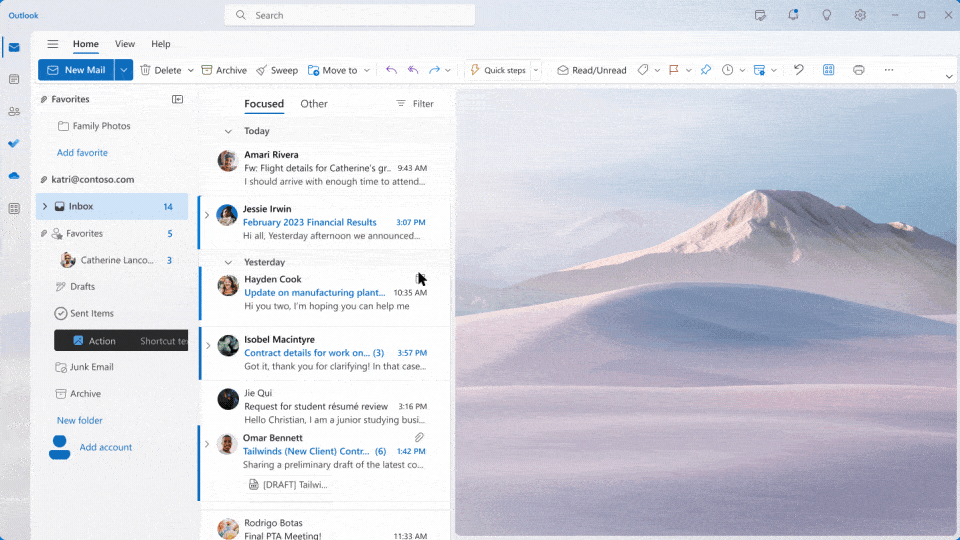 Outlook
Search
Home View Help
New Mail Delete Archive Sweep Move to Quick steps Read/Unread
Favorites
Family Photos
Add favorite
katri@contoso.com
Inbox 14
Favorites 5
Catherine Lanco... 3
Drafts
Sent Items
Action Shortcut te
Junk Email
Archive
New folder
Add account
Focused Other Filter
Today
Amari Rivera
Fw: Flight details for Catherine's gr.. 9:43 AM
I should arrive with enough time to attend...
Jessie Irwin
February 2023 Financial Results 3:07 PM
Hi all, Yesterday afternoon we announced...
Yesterday
Hayden Cook
Update on manufacturing plant... 10:35 AM
Hi you two, I'm hoping you can help me
Isobel Macintyre
Contract details for work on... (3) 3:57 PM
Got it, thank you for clarifying! In that case...
Jie Qui
Request for student résumé review 3:16 PM
Hello Christian, I am a junior studying busi...
Omar Bennett
Tailwinds (New Client) Contr... (6) 1:42 PM
Sharing a preliminary draft of the latest co...
[DRAFT] Tailwi...
Rodrigo Botas
Final PTA Meeting! 11:33 AM